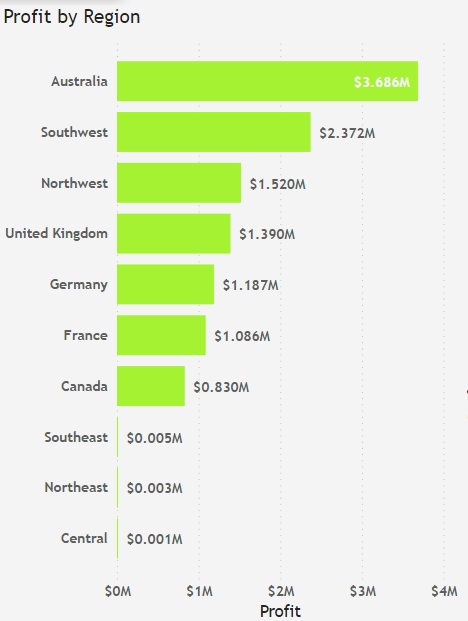 Profit by Region
Australia $3.686M
Southwest $2.372M
Northwest $1.520M
United Kingdom $1.390M
Germany $1.187M
France $1.086M
Canada $0.830M
Southeast $0.005M
Northeast $0.003M
Central $0.001M
$0M $1M $2M $3M $4M
Profit